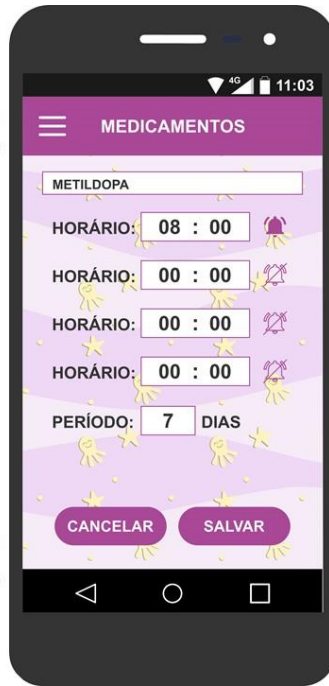 4G 11:03
MEDICAMENTOS
METILDOPA
HORÁRIO: 08 : 00
HORÁRIO: 00 : 00
HORÁRIO: 00 : 00
HORÁRIO: 00 : 00
PERÍODO: 7 DIAS
CANCELAR SALVAR